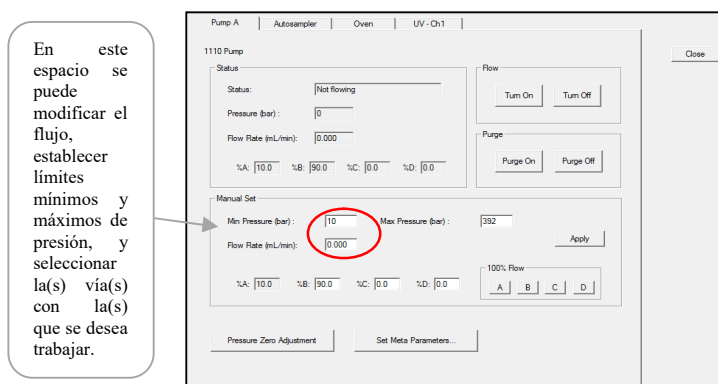 En este
espacio se
puede
modificar el
flujo,
establecer
límites
mínimos y
máximos de
presión, y
seleccionar
la(s) vía(s)
con la(s)
que se desea
trabajar.
Pump A Autosampler Oven UV - Ch1
1110 Pump
Close
Status
Status: Not flowing
Pressure (bar) : 0
Flow Rate (mL/min): 0.000
%A: 10.0 %B: 90.0 %C: 0.0 %D: 0.0
Flow
Turn On Turn Off
Purge
Purge On Purge Off
Manual Set
Min Pressure (bar) : 10 Max Pressure (bar) : 392
Flow Rate (mL/min): 0.000
Apply
%A: 10.0 %B: 90.0 %C: 0.0 %D: 0.0
100% Flow
A B C D
Pressure Zero Adjustment Set Meta Parameters...